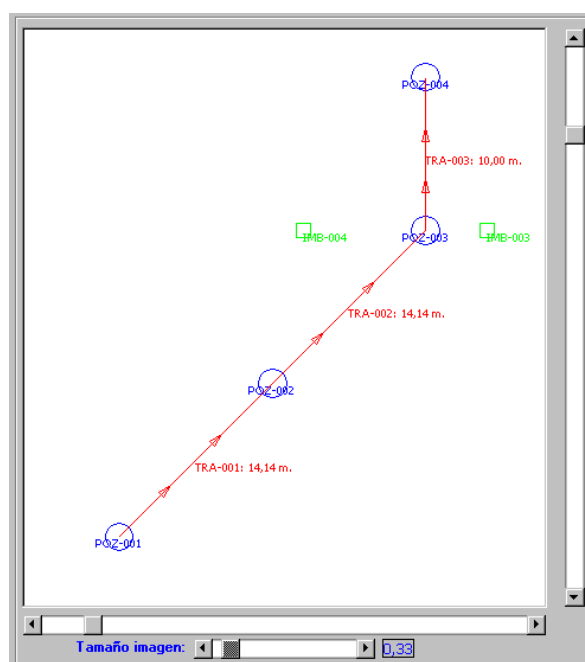 POZ-004
TRA-003: 10,00 m.
IMB-004
POZ-003
IMB-003
TRA-002: 14,14 m.
POZ-002
TRA-001: 14,14 m.
POZ-001
Tamaño imagen:
0,33